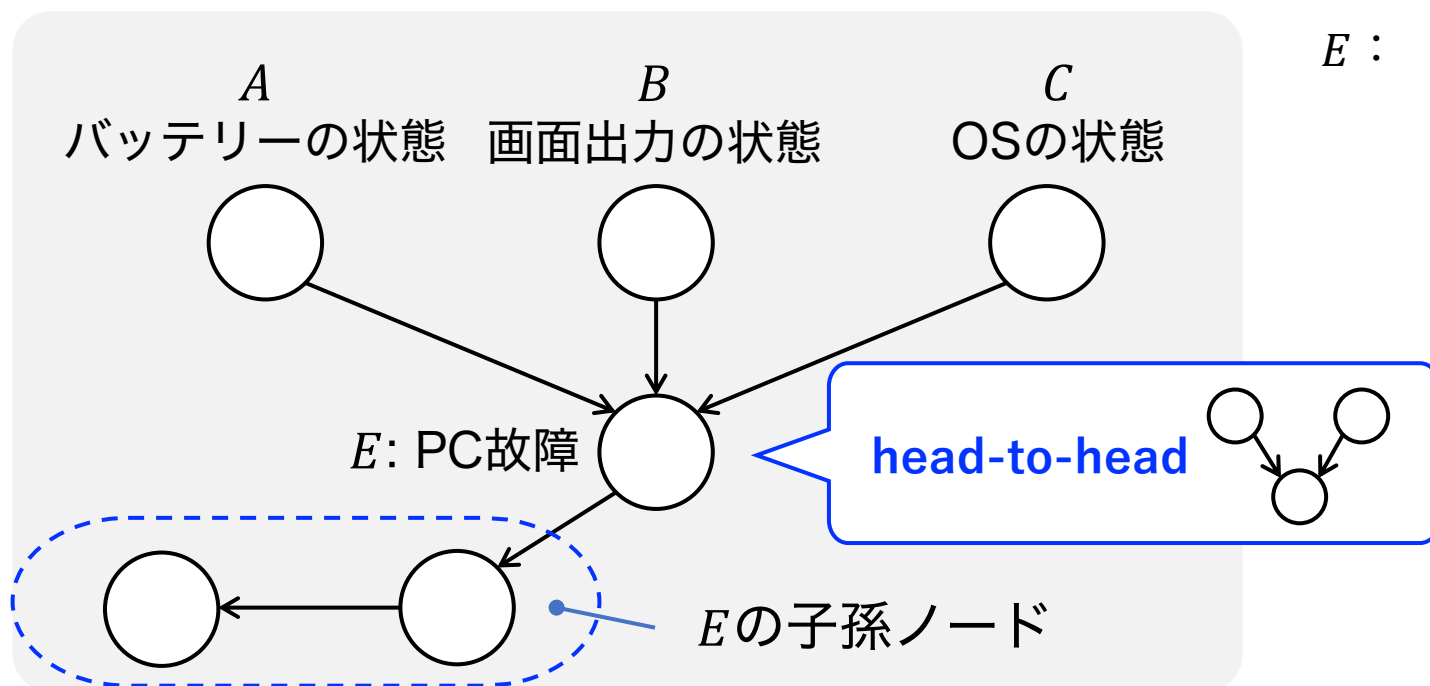 E：
A
バッテリーの状態
B
画面出力の状態
C
OSの状態
E: PC故障
head-to-head
Eの子孫ノード